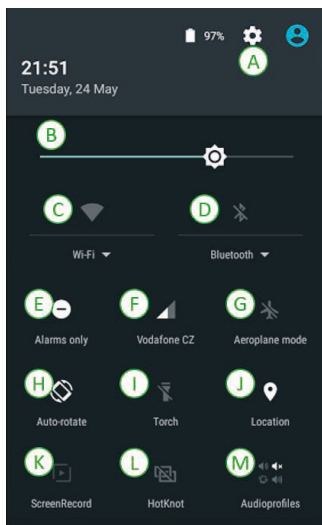 97%
A
21:51
Tuesday, 24 May
B
C
D
Wi-Fi
Bluetooth
E
F
G
Alarms only
Vodafone CZ
Aeroplane mode
H
I
J
Auto-rotate
Torch
Location
K
L
M
ScreenRecord
HotKnot
Audioprofiles